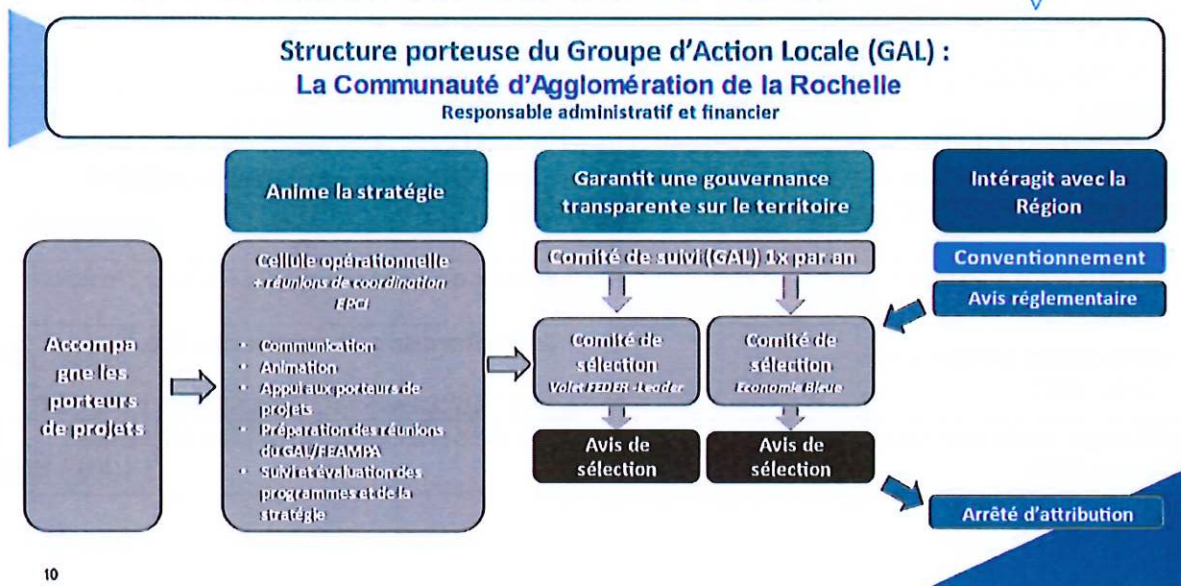 Structure porteuse du Groupe d'Action Locale (GAL) :
La Communauté d'Agglomération de la Rochelle
Responsable administratif et financier
Anime la stratégie
Garantit une gouvernance
transparente sur le territoire
Intéragit avec la
Région
Accompa
gne les
porteurs
de projets
Cellule opérationnelle
+ réunions de coordination
EPCI
• Communication
• Animation
• Appui aux porteurs de
projets
• Préparation des réunions
du GAL/FEAMPA
• Suivi et évaluation des
programmes et de la
stratégie
Comité de suivi (GAL) 1x par an
Comité de
sélection
Volet FEDER -Leader
Comité de
sélection
Economie Bleue
Avis de
sélection
Avis de
sélection
Conventionnement
Avis réglementaire
Arrêté d'attribution
10